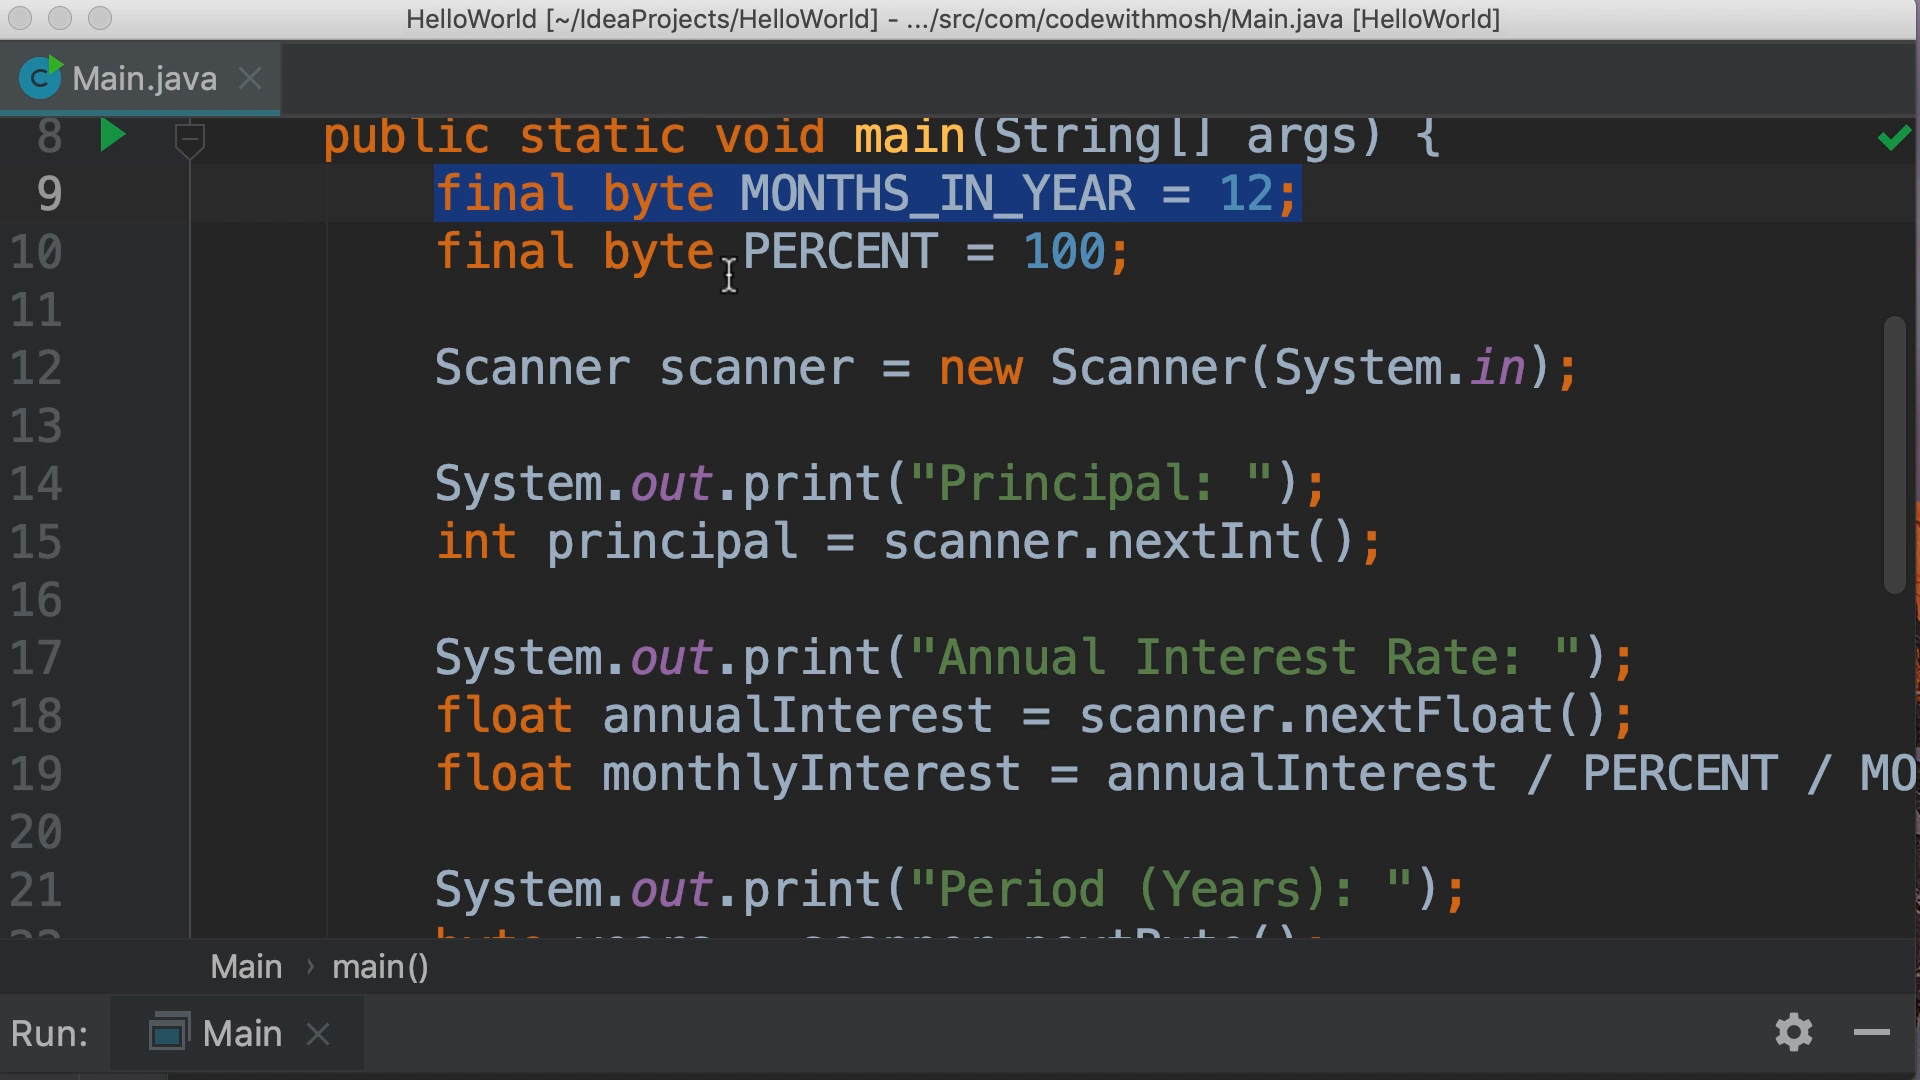 HelloWorld [~/IdeaProjects/HelloWorld] - .../src/com/codewithmosh/Main.java [HelloWorld]
Main.java
8 public static void main(String[] args) {
9 final byte MONTHS_IN_YEAR = 12;
10 final byte PERCENT = 100;
11
12 Scanner scanner = new Scanner(System.in);
13
14 System.out.print("Principal: ");
15 int principal = scanner.nextInt();
16
17 System.out.print("Annual Interest Rate: ");
18 float annualInterest = scanner.nextFloat();
19 float monthlyInterest = annualInterest / PERCENT / MO
20
21 System.out.print("Period (Years): ");
Main › main()
Run: Main